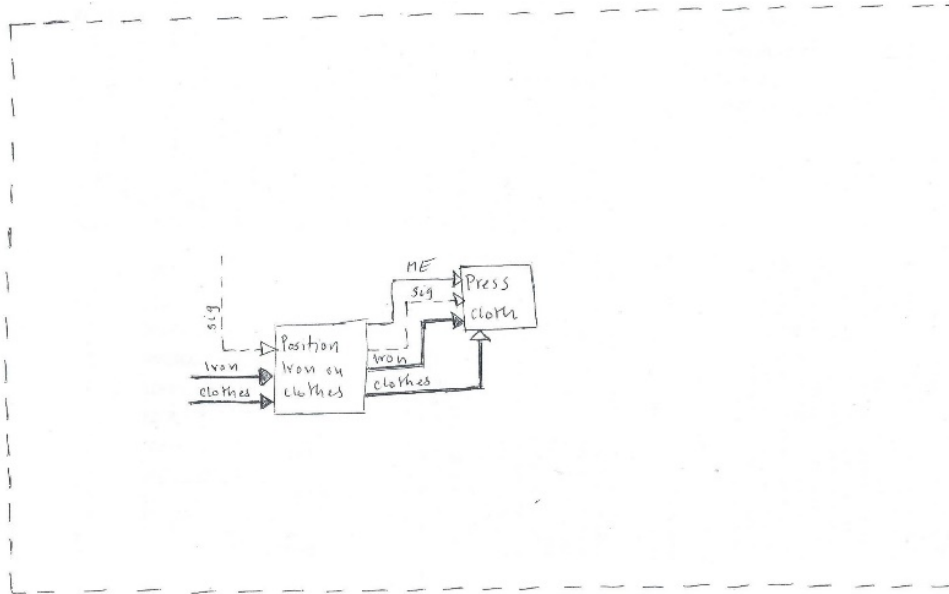 ME
Press
sig
cloth
sig
Position
Iron on
clothes
Iron
clothes
Iron
clothes